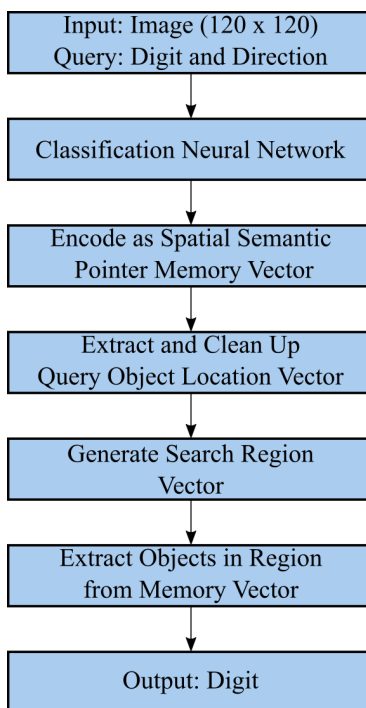 Input: Image (120 x 120)
Query: Digit and Direction
Classification Neural Network
Encode as Spatial Semantic
Pointer Memory Vector
Extract and Clean Up
Query Object Location Vector
Generate Search Region
Vector
Extract Objects in Region
from Memory Vector
Output: Digit